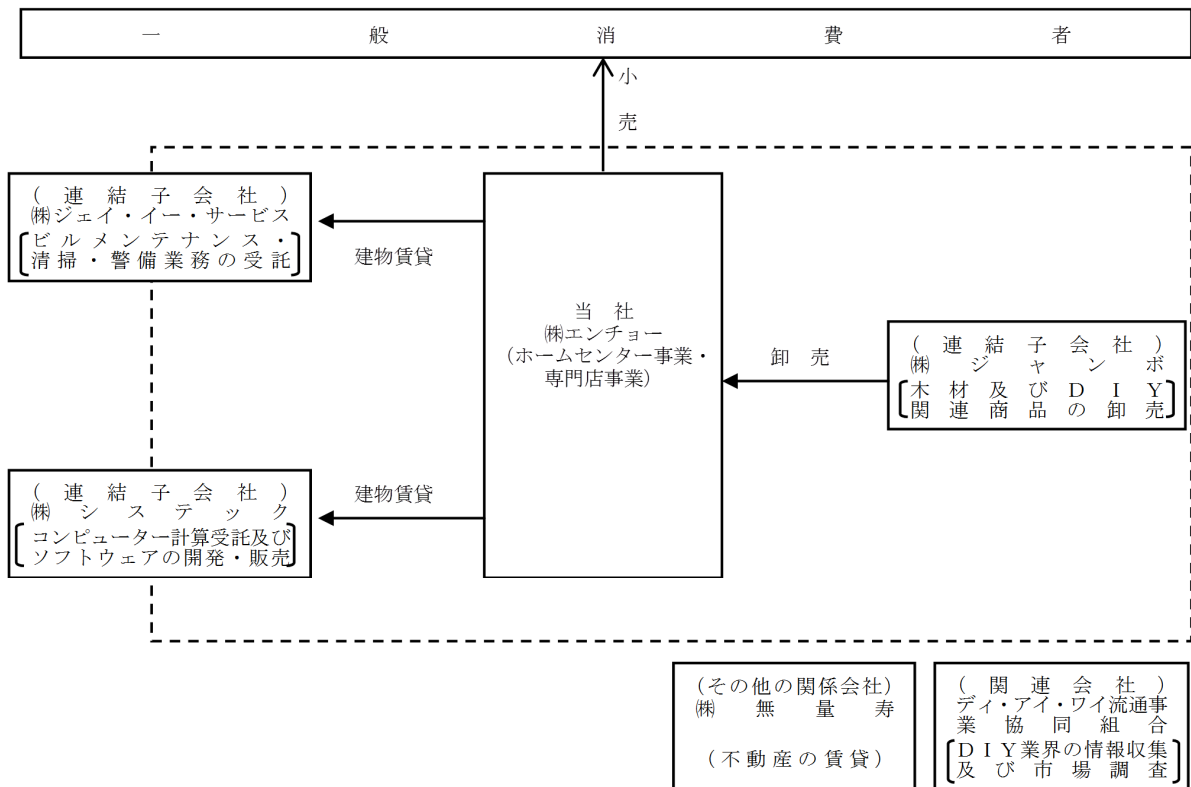 一般消費者
小
売
(連結子会社)
㈱ジェイ・イー・サービス
ビルメンテナンス・
清掃・警備業務の受託
建物賃貸
当社
㈱エンチョー
(ホームセンター事業・
専門店事業)
卸売
(連結子会社)
㈱ジャンボ
木材及びDIY
関連商品の卸売
(連結子会社)
㈱システック
コンピューター計算受託及び
ソフトウェアの開発・販売
建物賃貸
(その他の関係会社)
㈱無量寿
(不動産の賃貸)
(関連会社)
ディ・アイ・ワイ流通事
業協同組合
DIY業界の情報収集
及び市場調査